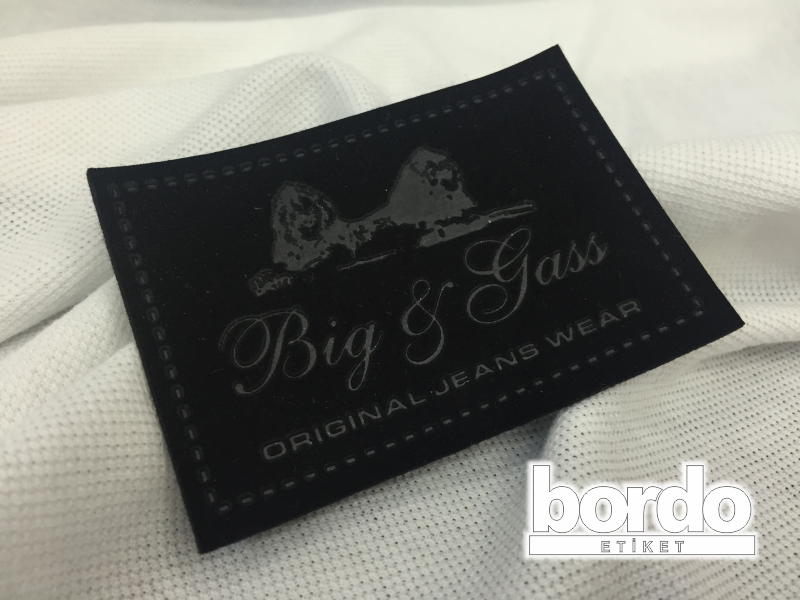 Big & Gass
ORIGINAL JEANS WEAR
bordo
ETİKET